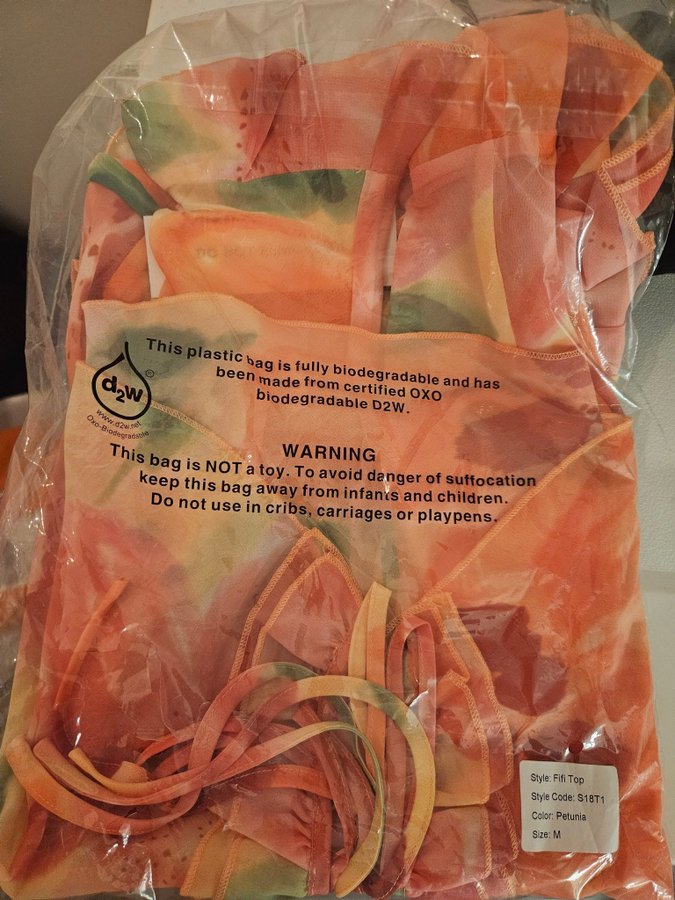 This plastic bag is fully biodegradable and has
been made from certified OXO
biodegradable D2W.
d2w®
www.d2w.net
Oxo-Biodegradable
WARNING
This bag is NOT a toy. To avoid danger of suffocation
keep this bag away from infants and children.
Do not use in cribs, carriages or playpens.
Style: Fifi Top
Style Code: S18T1
Color: Petunia
Size: M